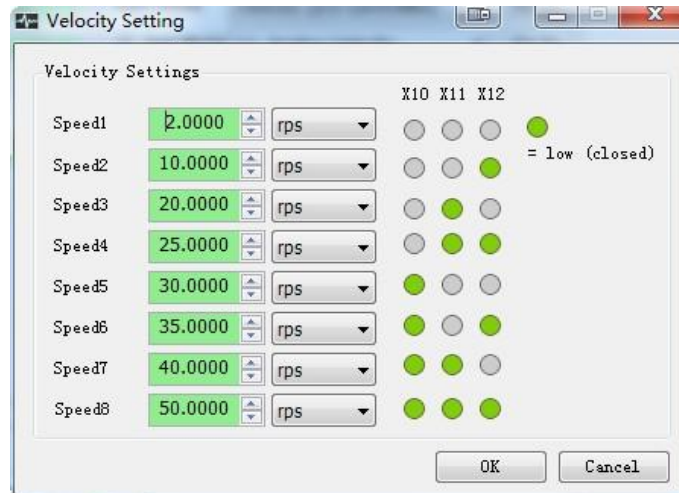 Velocity Setting
Velocity Settings
X10 X11 X12
Speed1 2.0000 rps
= low (closed)
Speed2 10.0000 rps
Speed3 20.0000 rps
Speed4 25.0000 rps
Speed5 30.0000 rps
Speed6 35.0000 rps
Speed7 40.0000 rps
Speed8 50.0000 rps
OK Cancel